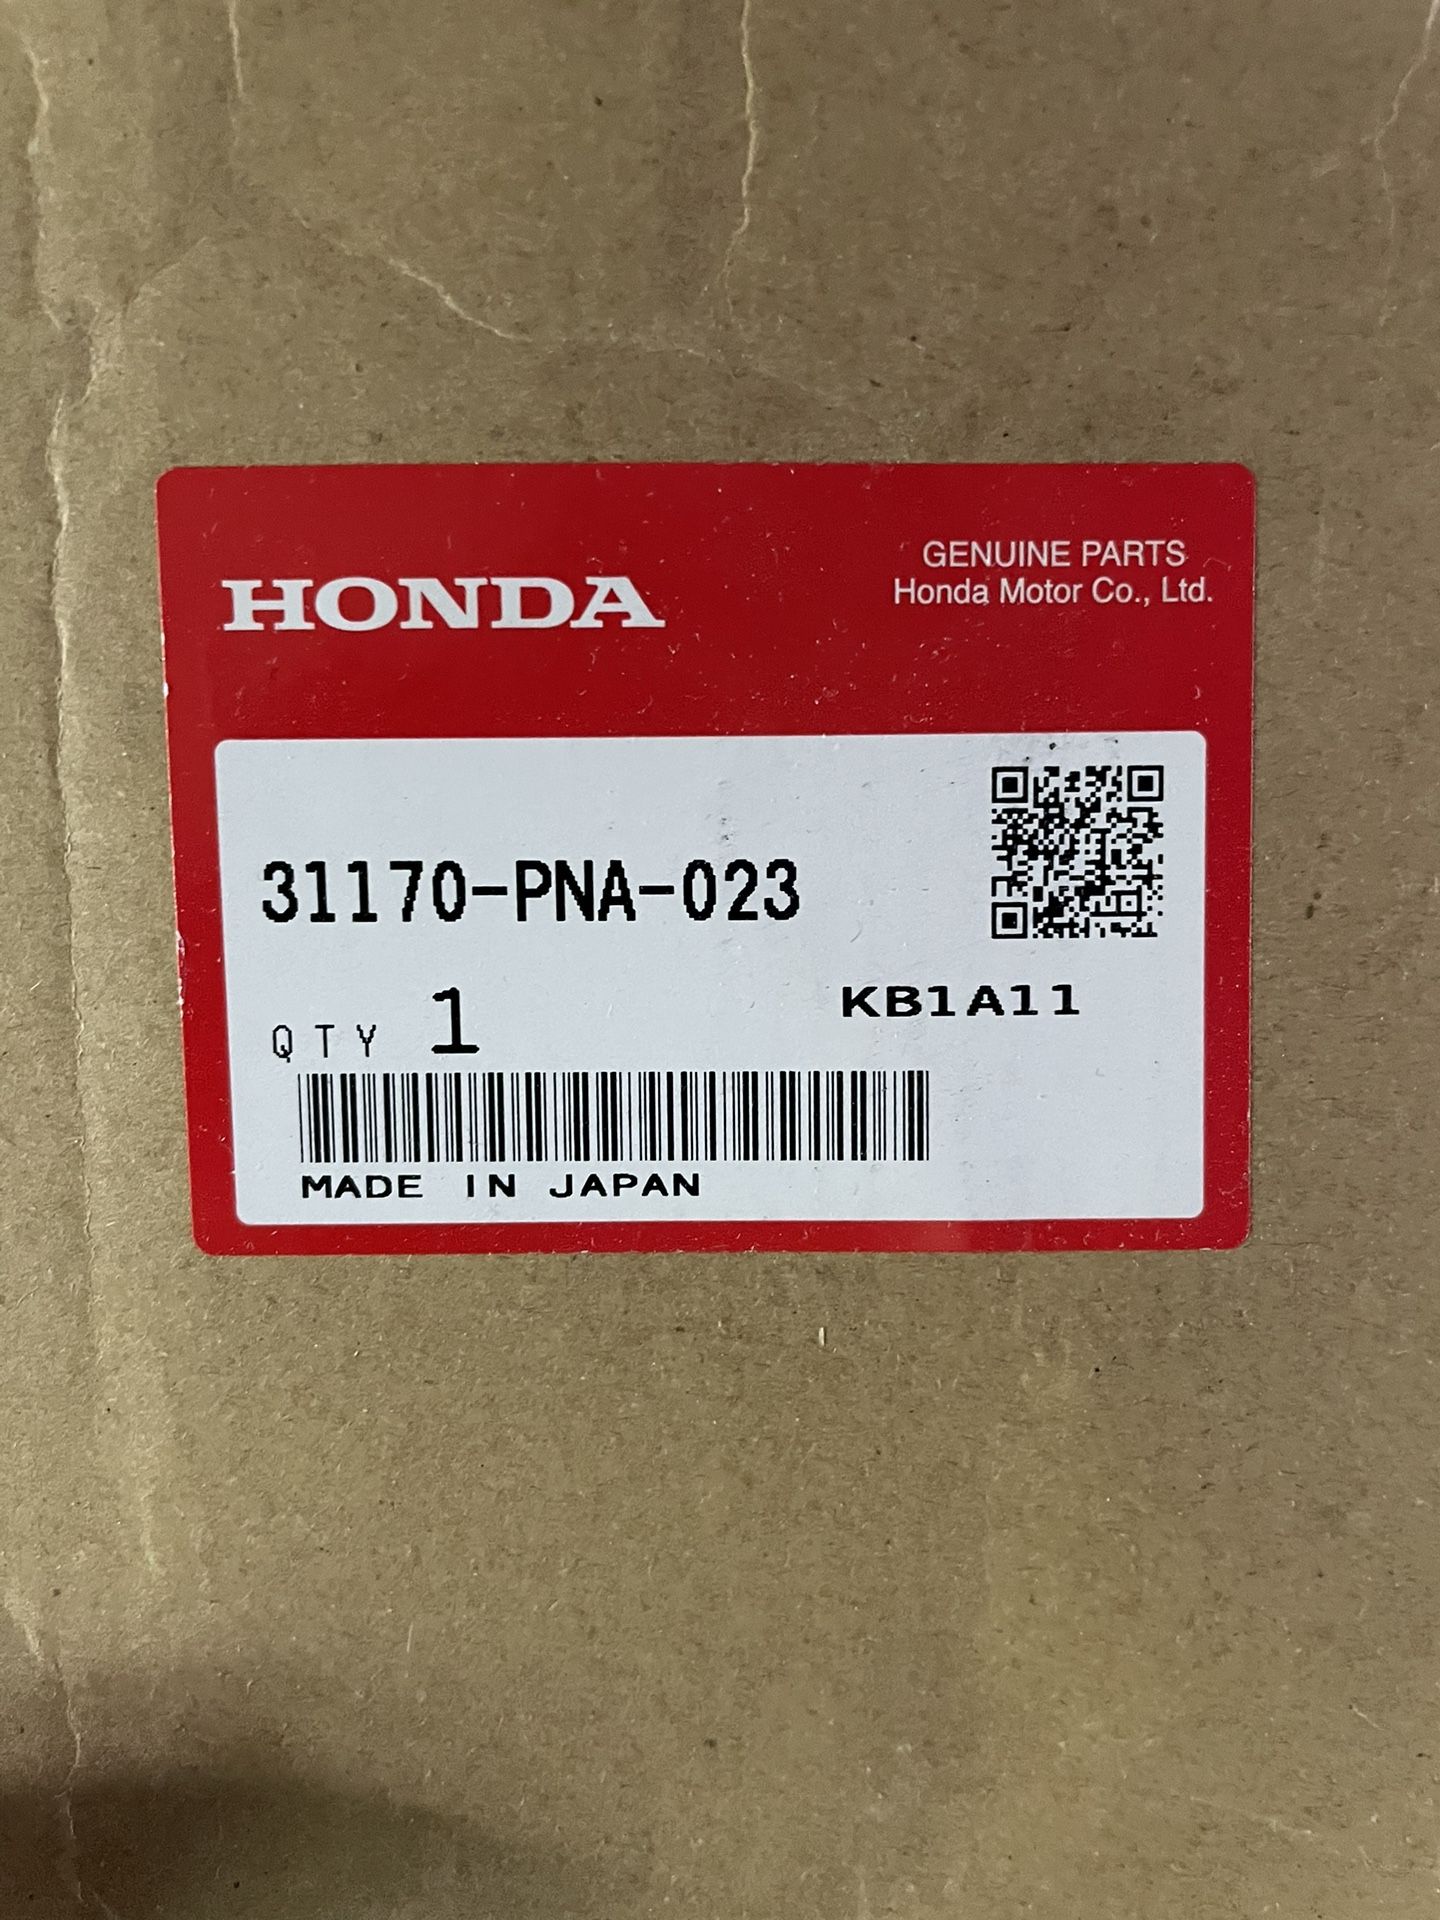 HONDA
GENUINE PARTS
Honda Motor Co., Ltd.
31170-PNA-023
QTY 1
KB1A11
MADE IN JAPAN